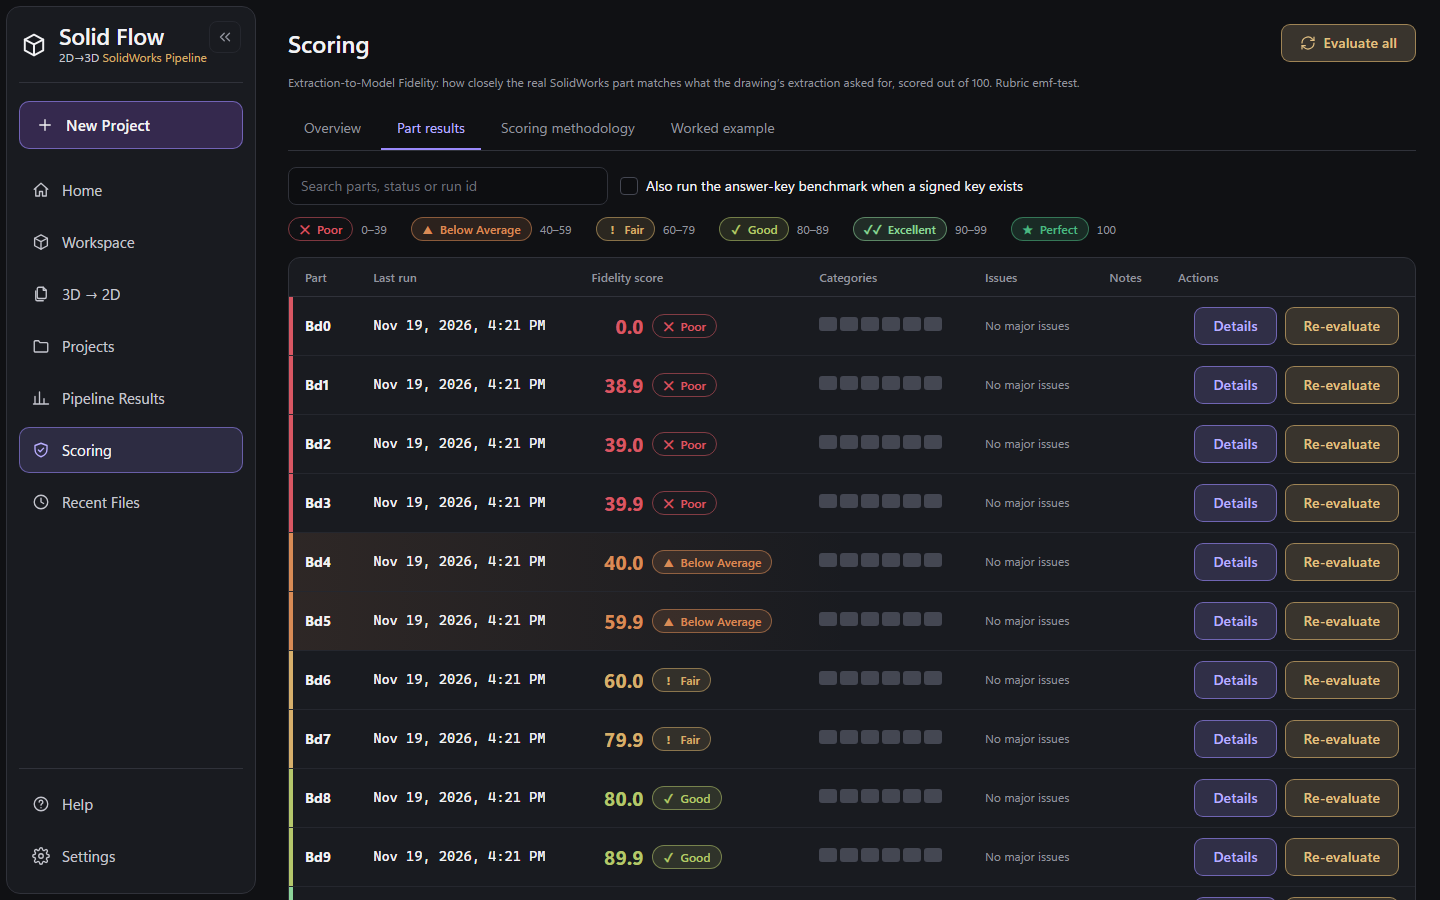 Solid Flow
2D→3D SolidWorks Pipeline
New Project
Home
Workspace
3D → 2D
Projects
Pipeline Results
Scoring
Recent Files
Help
Settings
Scoring
Evaluate all
Extraction-to-Model Fidelity: how closely the real SolidWorks part matches what the drawing's extraction asked for, scored out of 100. Rubric emf-test.
Overview Part results Scoring methodology Worked example
Search parts, status or run id
Also run the answer-key benchmark when a signed key exists
Poor 0–39 Below Average 40–59 Fair 60–79 Good 80–89 Excellent 90–99 Perfect 100
Part Last run Fidelity score Categories Issues Notes Actions
Bd0 Nov 19, 2026, 4:21 PM 0.0 Poor No major issues Details Re-evaluate
Bd1 Nov 19, 2026, 4:21 PM 38.9 Poor No major issues Details Re-evaluate
Bd2 Nov 19, 2026, 4:21 PM 39.0 Poor No major issues Details Re-evaluate
Bd3 Nov 19, 2026, 4:21 PM 39.9 Poor No major issues Details Re-evaluate
Bd4 Nov 19, 2026, 4:21 PM 40.0 Below Average No major issues Details Re-evaluate
Bd5 Nov 19, 2026, 4:21 PM 59.9 Below Average No major issues Details Re-evaluate
Bd6 Nov 19, 2026, 4:21 PM 60.0 Fair No major issues Details Re-evaluate
Bd7 Nov 19, 2026, 4:21 PM 79.9 Fair No major issues Details Re-evaluate
Bd8 Nov 19, 2026, 4:21 PM 80.0 Good No major issues Details Re-evaluate
Bd9 Nov 19, 2026, 4:21 PM 89.9 Good No major issues Details Re-evaluate